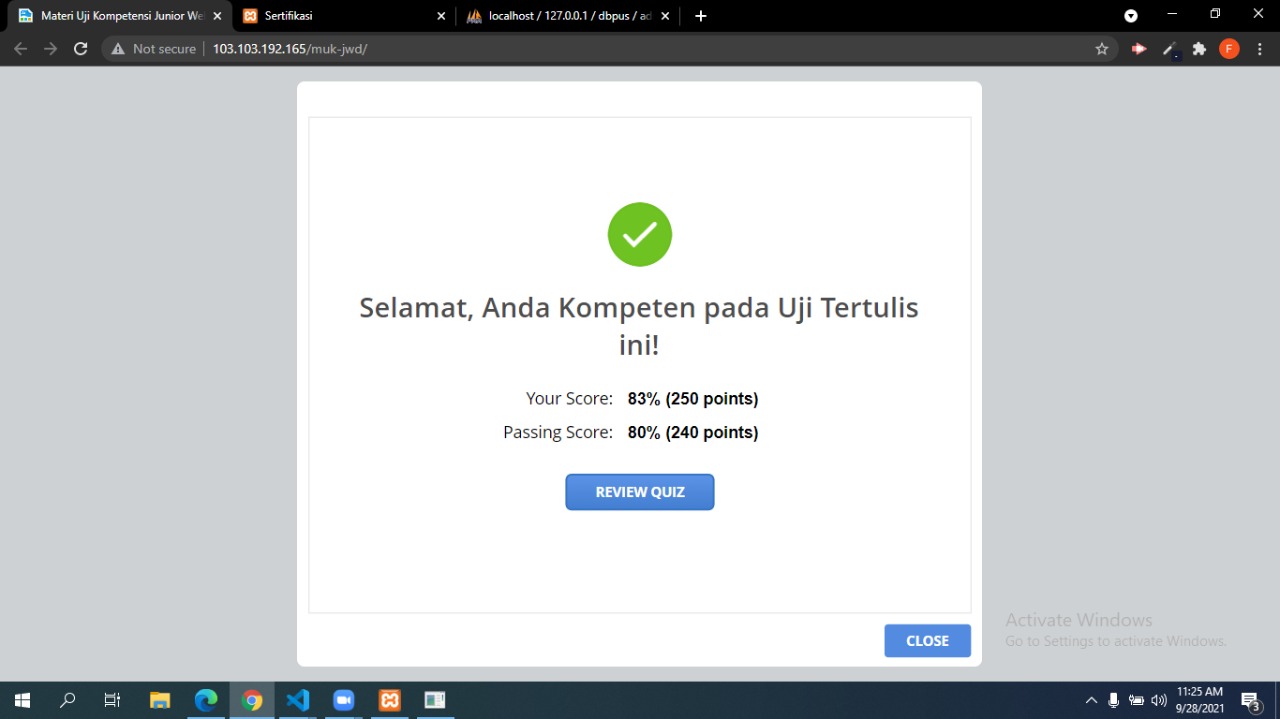 Materi Uji Kompetensi Junior We
Sertifikasi
localhost / 127.0.0.1 / dbpus / ad
Not secure
103.103.192.165/muk-jwd/
F
Selamat, Anda Kompeten pada Uji Tertulis
ini!
Your Score: 83% (250 points)
Passing Score: 80% (240 points)
REVIEW QUIZ
CLOSE
Activate Windows
Go to Settings to activate Windows.
11:25 AM
9/28/2021
3